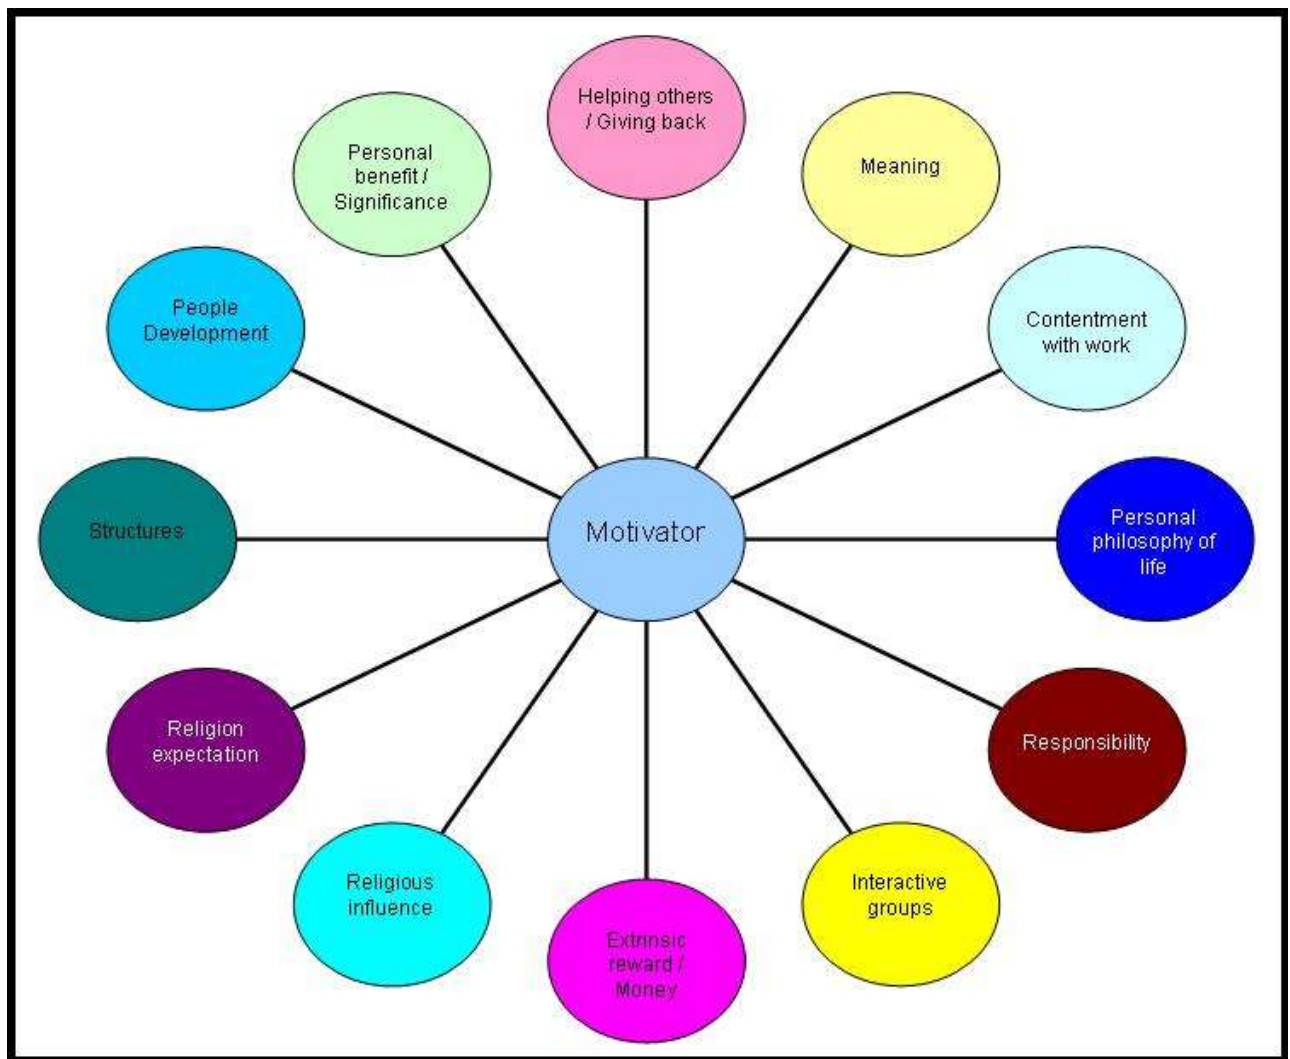 Helping others
/ Giving back
Meaning
Contentment
with work
Personal
philosophy of
life
Responsibility
Interactive
groups
Extrinsic
reward /
Money
Religious
influence
Religion
expectation
Structures
People
Development
Personal
benefit /
Significance
Motivator